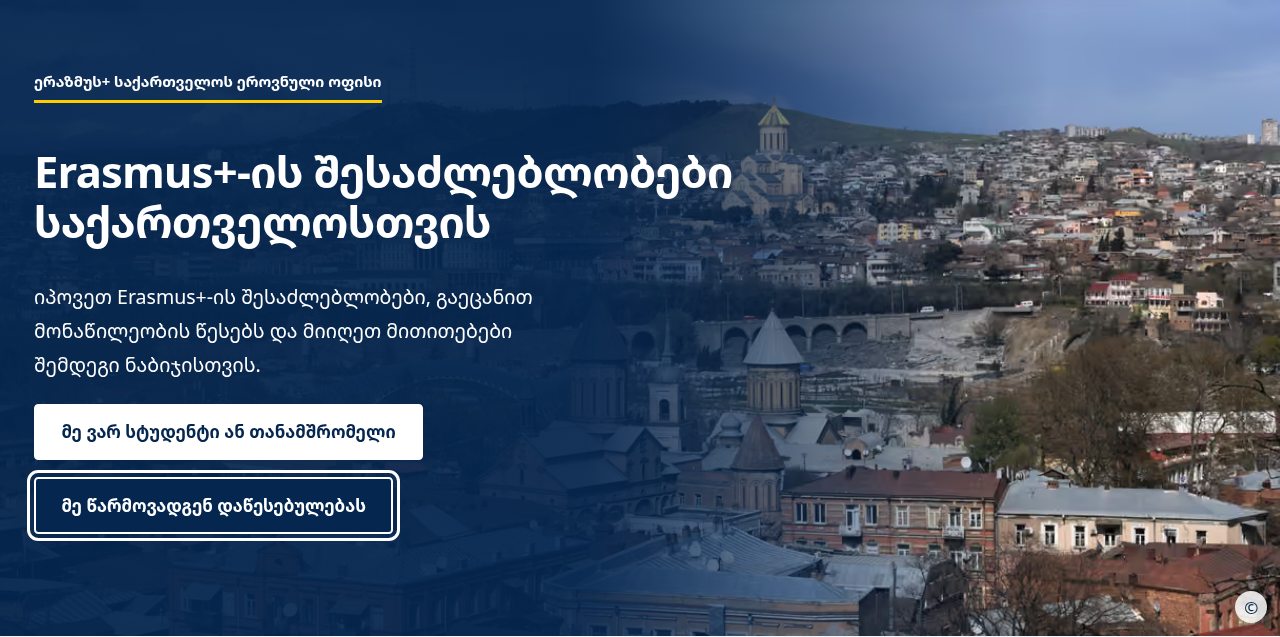 ერაზმუს+ საქართველოს ეროვნული ოფისი
Erasmus+-ის შესაძლებლობები
საქართველოსთვის
იპოვეთ Erasmus+-ის შესაძლებლობები, გაეცანით
მონაწილეობის წესებს და მიიღეთ მითითებები
შემდეგი ნაბიჯისთვის.
მე ვარ სტუდენტი ან თანამშრომელი
მე წარმოვადგენ დაწესებულებას
©